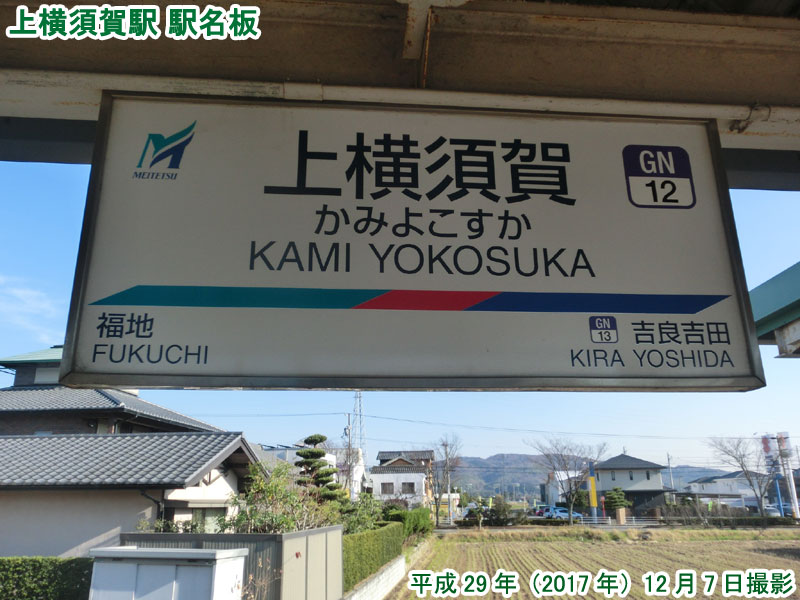 上横須賀駅 駅名板
MEITETSU
上横須賀
GN
12
かみよこすか
KAMI YOKOSUKA
福地
FUKUCHI
GN
13
吉良吉田
KIRA YOSHIDA
平成29年（2017年）12月7日撮影